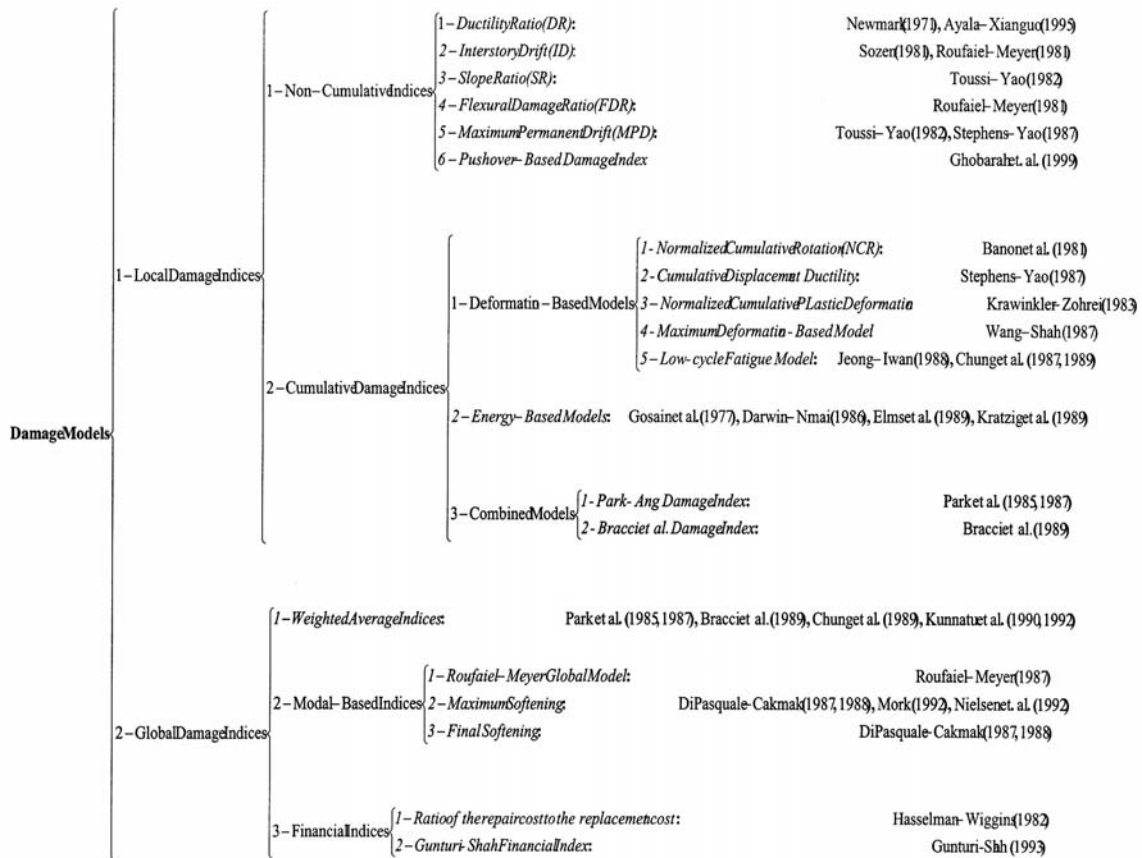 1–DuctilityRatio(DR): Newmark(1971), Ayala–Xianguo(1995)
2–InterstoryDrift(ID): Sozen(1981), Roufaiel–Meyer(1981)
3–SlopeRatio(SR): Toussi–Yao(1982)
1–Non–CumulativeIndices
4–FlexuralDamageRatio(FDR): Roufaiel–Meyer(1981)
5–MaximumPermanentDrift(MPD): Toussi–Yao(1982), Stephens–Yao(1987)
6–Pushover–BasedDamageIndex Ghobarahet. al. (1999)
1–LocalDamageIndices
1-NormalizedCumulativeRotation(NCR): Banonet al. (1981)
2-CumulativeDisplacemnt Ductility: Stephens–Yao(1987)
1–Deformatin–BasedModels 3–NormalizedCumulativePLasticDeformatin Krawinkler-Zohrei(1983)
4–MaximumDeformatin-BasedModel Wang–Shah(1987)
5–Low-cycleFatigue Model: Jeong–Iwan(1988), Chunget al. (1987,1989)
2–CumulativeDamageIndices
2–Energy–BasedModels: Gosainet al.(1977), Darwin–Nmai(1986), Elmset al. (1989), Kratziget al. (1989)
DamageModels
3–CombinedModels 1-Park-Ang DamageIndex: Parket al. (1985,1987)
2-Bracciet al. DamageIndex: Bracciet al.(1989)
1–WeightedAverageIndices: Parket al. (1985,1987), Bracciet al.(1989), Chunget al. (1989), Kunnatuet al. (1990,1992)
1–Roufaiel–MeyerGlobalModel: Roufaiel–Meyer(1987)
2–Modal–BasedIndices 2–MaximumSoftening: DiPasquale-Cakmak(1987,1988), Mork(1992), Nielsenet. al. (1992)
3–FinalSoftening: DiPasquale-Cakmak(1987,1988)
2–GlobalDamageIndices
3–FinancialIndices 1–Ratioof therepaircosttothe replacemetcost: Hasselman–Wiggins(1982)
2–Gunturi–ShahFinancialIndex: Gunturi-Shh (1993)